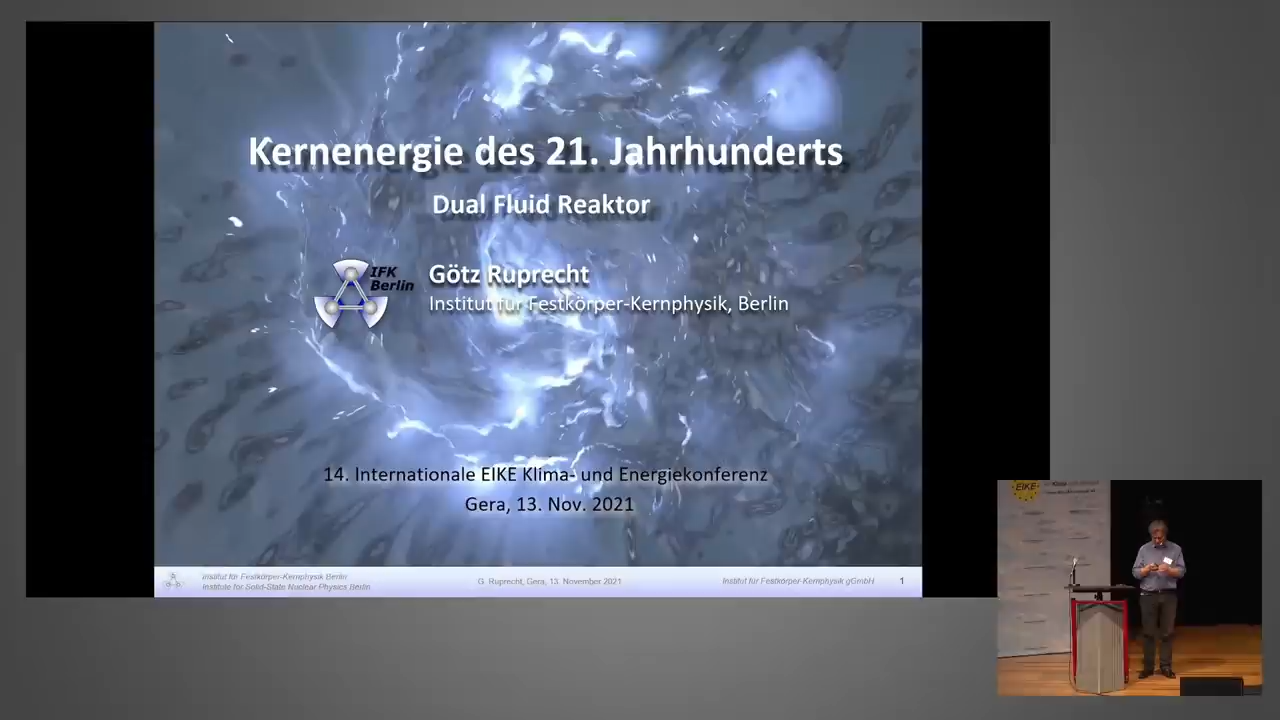 Kernenergie des 21. Jahrhunderts
Dual Fluid Reaktor
IFK
Berlin
Götz Ruprecht
Institut für Festkörper-Kernphysik, Berlin
14. Internationale EIKE Klima- und Energiekonferenz
Gera, 13. Nov. 2021
Institut für Festkörper-Kernphysik Berlin
Institute for Solid-State Nuclear Physics Berlin
G. Ruprecht, Gera, 13. November 2021
Institut für Festkörper-Kernphysik gGmbH
1
EIKE